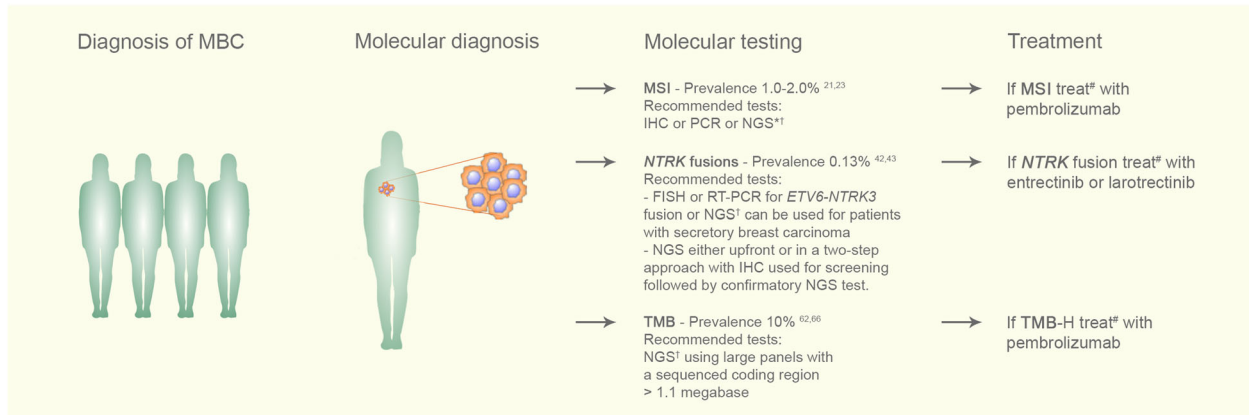 Diagnosis of MBC
Molecular diagnosis
Molecular testing
Treatment
MSI - Prevalence 1.0-2.0% 21,23
Recommended tests:
IHC or PCR or NGS*†
If MSI treat# with
pembrolizumab
NTRK fusions - Prevalence 0.13% 42,43
Recommended tests:
- FISH or RT-PCR for ETV6-NTRK3
fusion or NGS† can be used for patients
with secretory breast carcinoma
- NGS either upfront or in a two-step
approach with IHC used for screening
followed by confirmatory NGS test.
If NTRK fusion treat# with
entrectinib or larotrectinib
TMB - Prevalence 10% 62,66
Recommended tests:
NGS† using large panels with
a sequenced coding region
> 1.1 megabase
If TMB-H treat# with
pembrolizumab